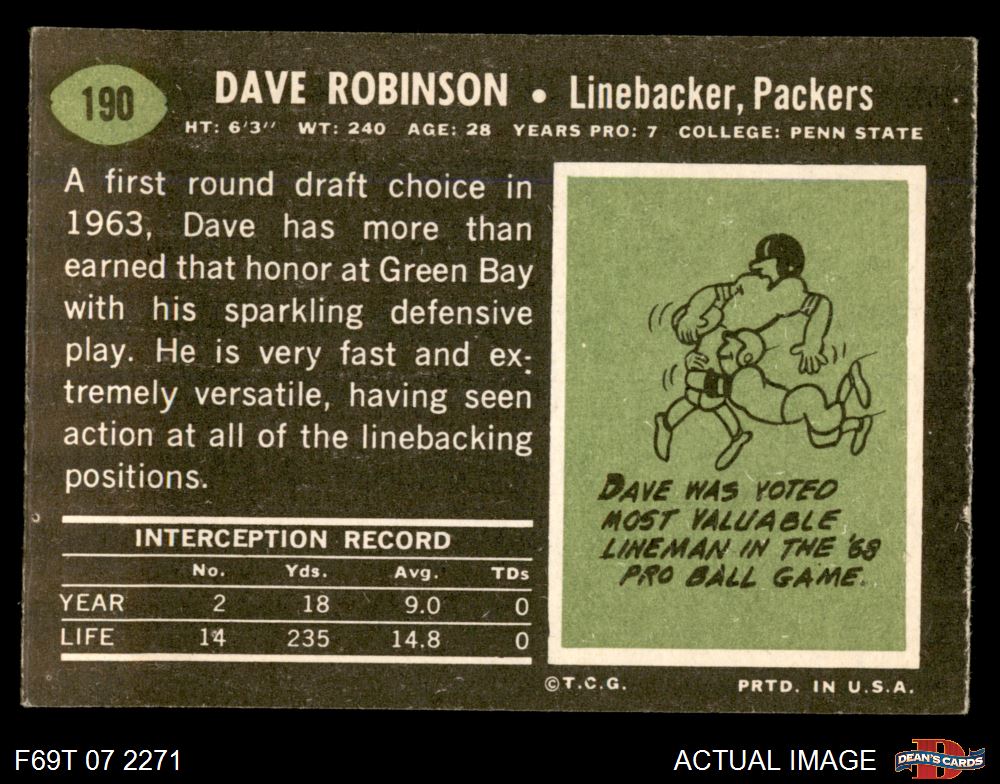 190
DAVE ROBINSON • Linebacker, Packers
HT: 6'3'' WT: 240 AGE: 28 YEARS PRO: 7 COLLEGE: PENN STATE
A first round draft choice in
1963, Dave has more than
earned that honor at Green Bay
with his sparkling defensive
play. He is very fast and ex-
tremely versatile, having seen
action at all of the linebacking
positions.
INTERCEPTION RECORD
No. Yds. Avg. TDs
YEAR 2 18 9.0 0
LIFE 14 235 14.8 0
DAVE WAS VOTED
MOST VALUABLE
LINEMAN IN THE '68
PRO BALL GAME.
©T.C.G. PRTD. IN U.S.A.
F69T 07 2271
ACTUAL IMAGE
D
DEAN'S CARDS